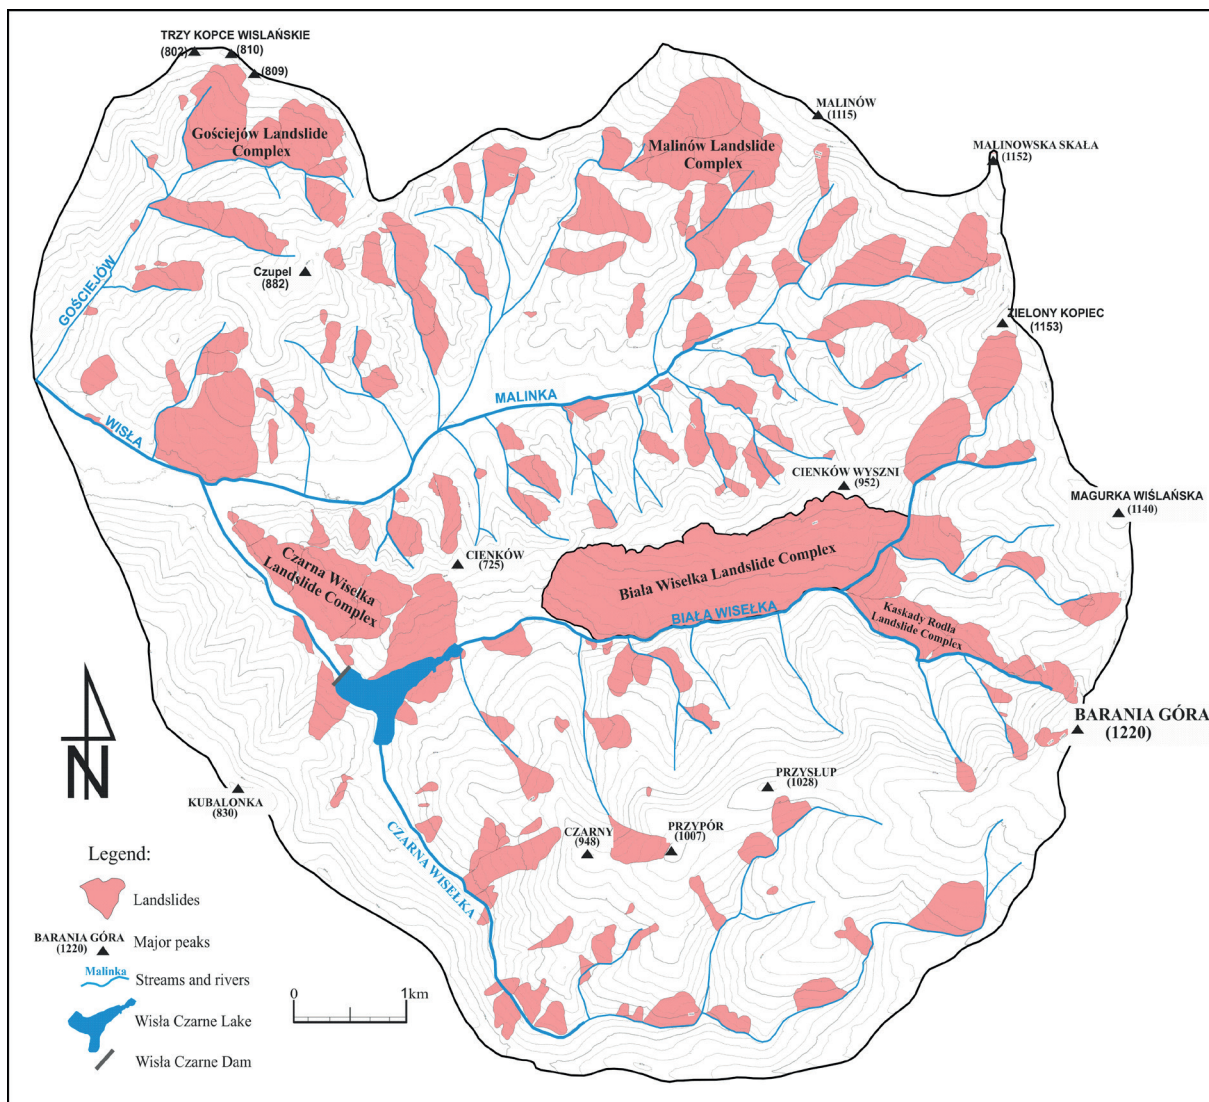 TRZY KOPCE WISLAŃSKIE
(802)
(810)
(809)
Gościejów Landslide
Complex
Malinów Landslide
Complex
MALINÓW
(1115)
MALINOWSKA SKAŁA
(1152)
GOŚCIEJÓW
Czupel
(882)
ZIELONY KOPIEC
(1153)
MALINKA
WISŁA
CIENKÓW WYSZNI
(952)
MAGURKA WIŚLAŃSKA
(1140)
CIENKÓW
(725)
Czarna Wisełka
Landslide Complex
Biała Wisełka Landslide Complex
BIAŁA WISEŁKA
Kaskady Rodła
Landslide Complex
BARANIA GÓRA
(1220)
N
KUBALONKA
(830)
PRZYSŁUP
(1028)
CZARNY
(948)
PRZYPÓR
(1007)
CZARNA WISEŁKA
Legend:
Landslides
BARANIA GÓRA
(1220)
Major peaks
Malinka
Streams and rivers
Wisła Czarne Lake
Wisła Czarne Dam
0
1km